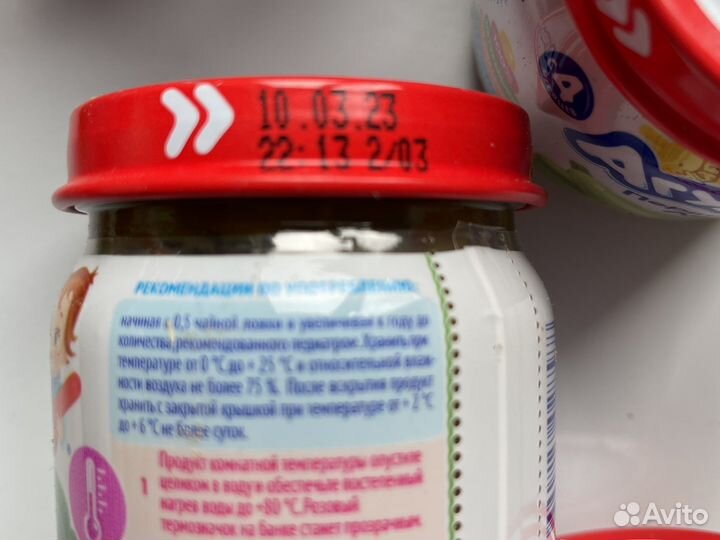 10.03.23
22:13 2/03
РЕКОМЕНДАЦИИ ПО УПОТРЕБЛЕНИЮ:
начиная с 0,5 чайной ложки и увеличивая к году до
количества, рекомендованного педиатром. Хранить при
температуре от 0 °С до + 25 °С и относительной влаж-
ности воздуха не более 75 %. После вскрытия продукт
хранить с закрытой крышкой при температуре от + 2 °С
до + 6 °С не более суток.
1 Продукт комнатной температуры опустите
целиком в воду и обеспечьте постепенный
нагрев воды до +80 °С. Розовый
термозначок на банке станет прозрачным.
Агу
Avito